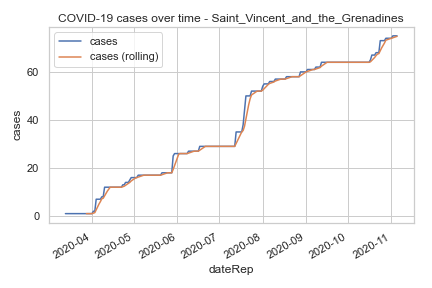 COVID-19 cases over time - Saint_Vincent_and_the_Grenadines
cases
cases (rolling)
60
40
20
0
cases
2020-04
2020-05
2020-06
2020-07
2020-08
2020-09
2020-10
2020-11
dateRep